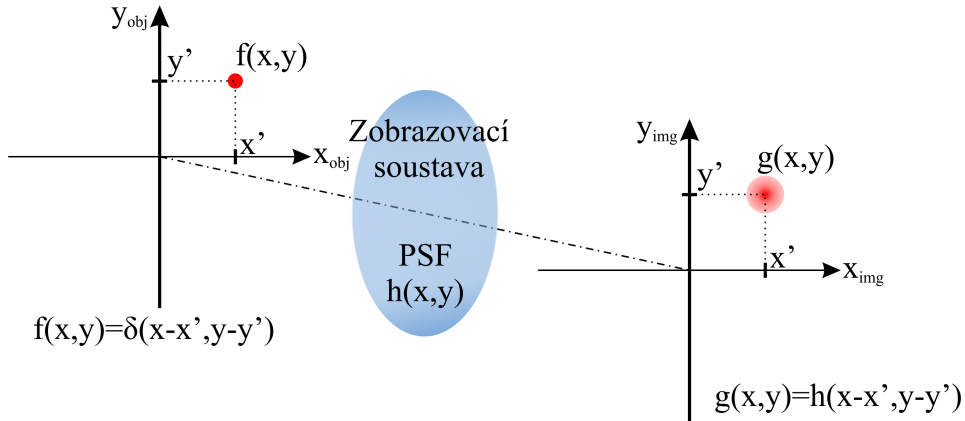 y_obj
y’
f(x,y)
x’
x_obj
f(x,y)=δ(x-x’,y-y’)
Zobrazovací
soustava
PSF
h(x,y)
y_img
y’
g(x,y)
x’
x_img
g(x,y)=h(x-x’,y-y’)